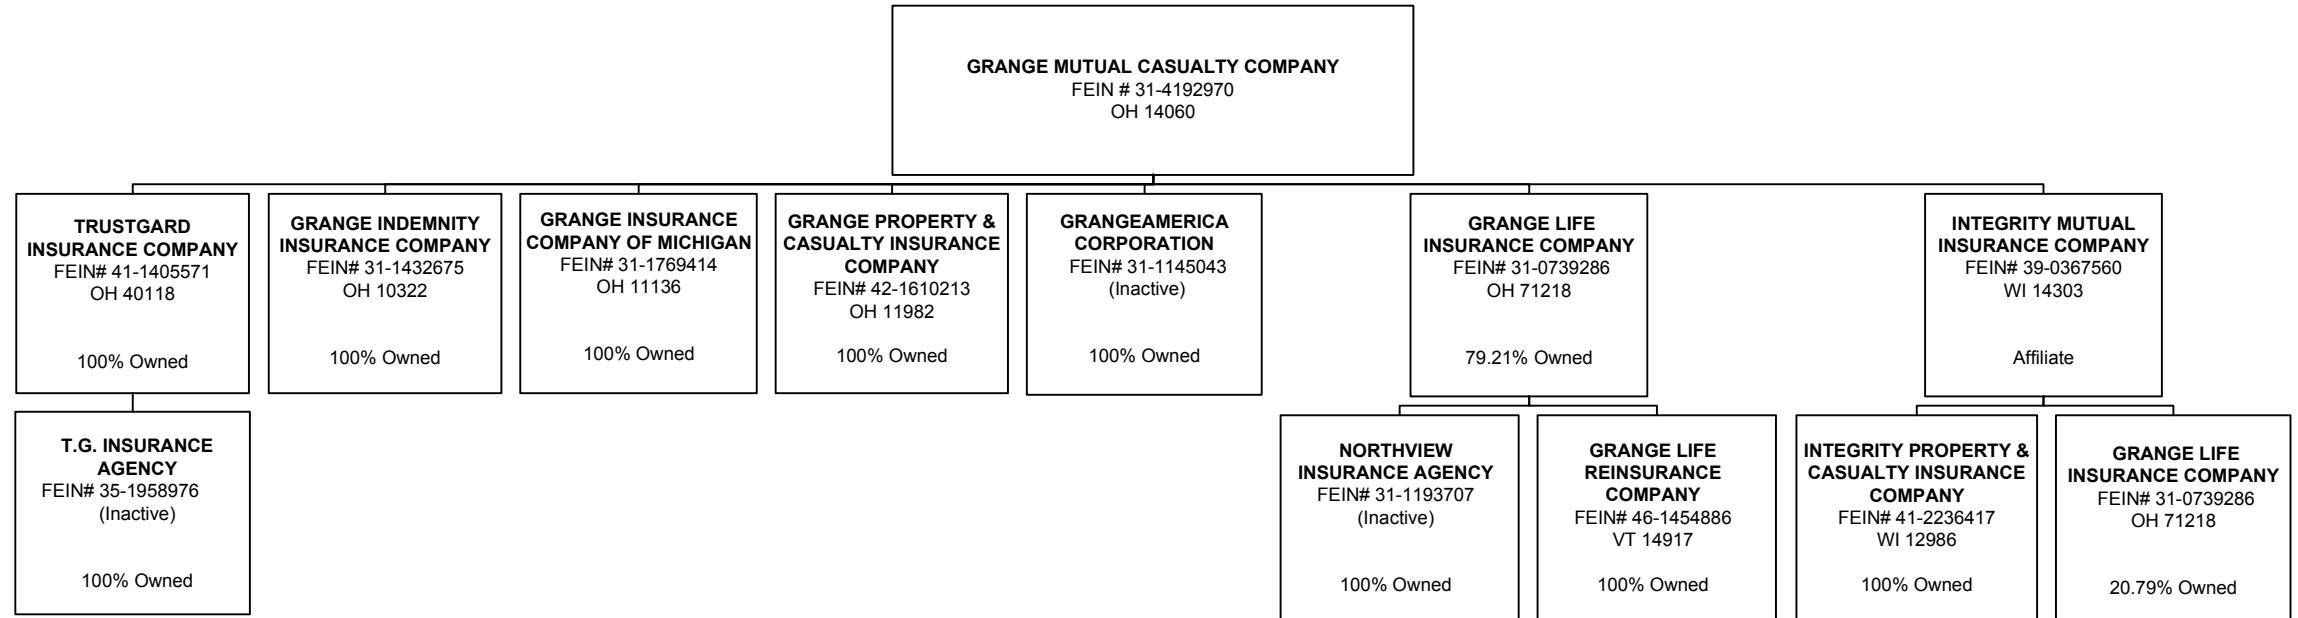 GRANGE MUTUAL CASUALTY COMPANY
FEIN # 31-4192970
OH 14060
TRUSTGARD
INSURANCE COMPANY
FEIN# 41-1405571
OH 40118
100% Owned
GRANGE INDEMNITY
INSURANCE COMPANY
FEIN# 31-1432675
OH 10322
100% Owned
GRANGE INSURANCE
COMPANY OF MICHIGAN
FEIN# 31-1769414
OH 11136
100% Owned
GRANGE PROPERTY &
CASUALTY INSURANCE
COMPANY
FEIN# 42-1610213
OH 11982
100% Owned
GRANGEAMERICA
CORPORATION
FEIN# 31-1145043
(Inactive)
100% Owned
GRANGE LIFE
INSURANCE COMPANY
FEIN# 31-0739286
OH 71218
79.21% Owned
INTEGRITY MUTUAL
INSURANCE COMPANY
FEIN# 39-0367560
WI 14303
Affiliate
T.G. INSURANCE
AGENCY
FEIN# 35-1958976
(Inactive)
100% Owned
NORTHVIEW
INSURANCE AGENCY
FEIN# 31-1193707
(Inactive)
100% Owned
GRANGE LIFE
REINSURANCE
COMPANY
FEIN# 46-1454886
VT 14917
100% Owned
INTEGRITY PROPERTY &
CASUALTY INSURANCE
COMPANY
FEIN# 41-2236417
WI 12986
100% Owned
GRANGE LIFE
INSURANCE COMPANY
FEIN# 31-0739286
OH 71218
20.79% Owned